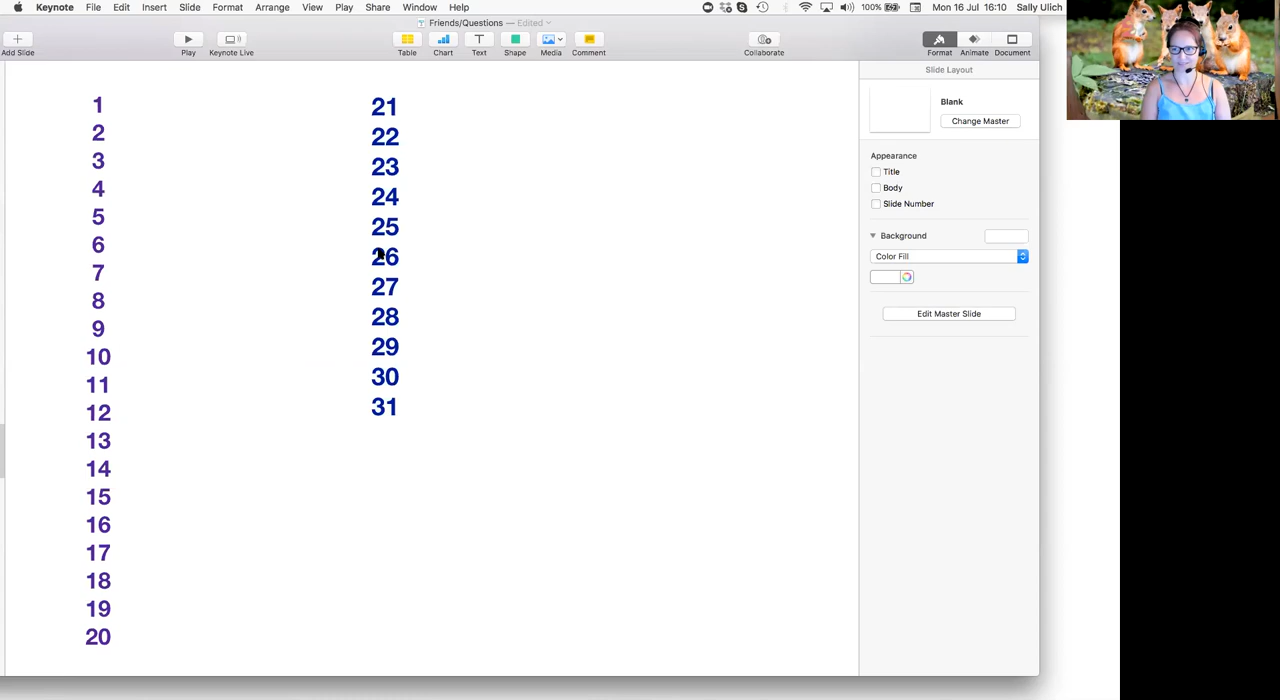 Keynote File Edit Insert Slide Format Arrange View Play Share Window Help 100% Mon 16 Jul 16:10 Sally Ulich
Friends/Questions — Edited
Add Slide Play Keynote Live Table Chart Text Shape Media Comment Collaborate Format Animate Document
Slide Layout
Blank
Change Master
Appearance
Title
Body
Slide Number
Background
Color Fill
Edit Master Slide
1
2
3
4
5
6
7
8
9
10
11
12
13
14
15
16
17
18
19
20
21
22
23
24
25
26
27
28
29
30
31